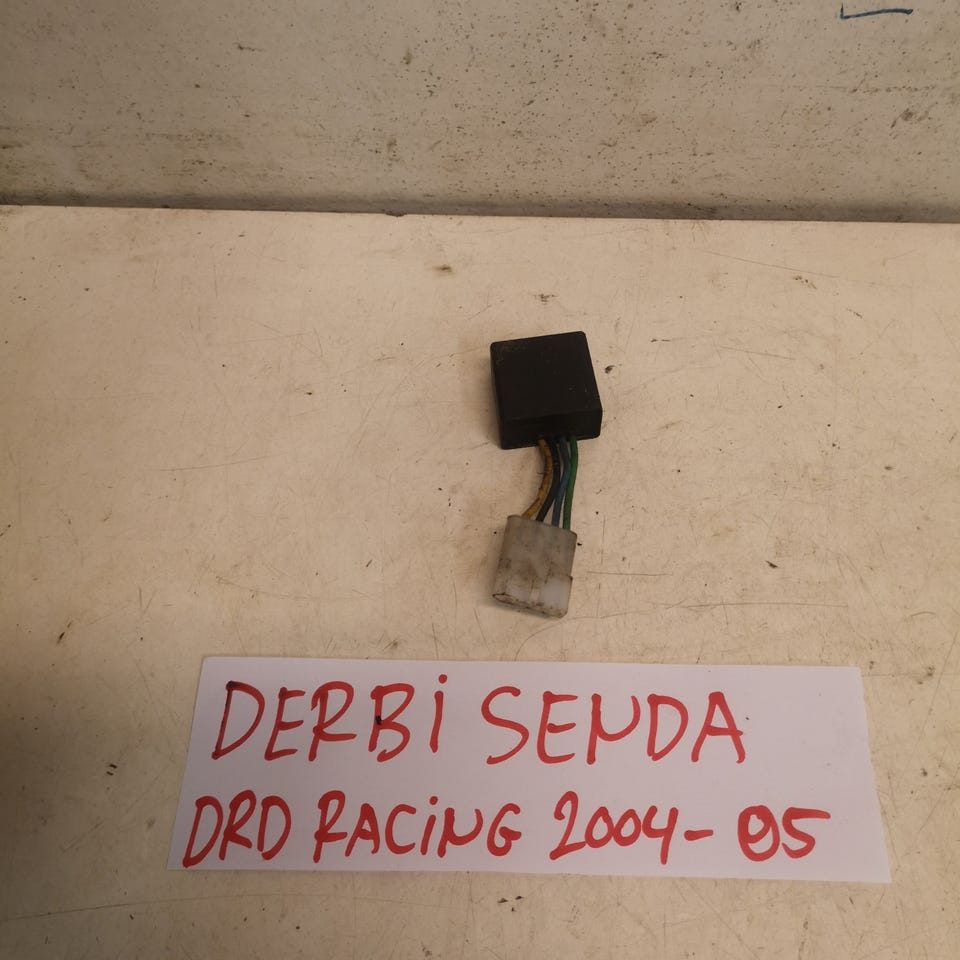 DERBi SENDA
DRD RACiNG 2004-05